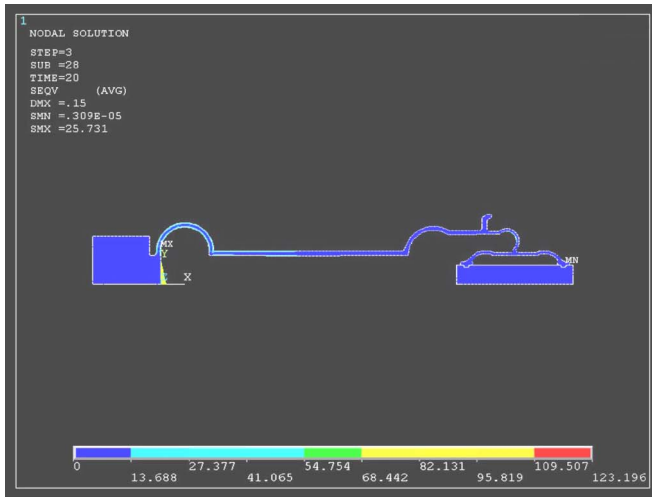 1
NODAL SOLUTION
STEP=3
SUB =28
TIME=20
SEQV (AVG)
DMX =.15
SMN =.309E-05
SMX =25.731
MX
Y
Z X
MN
0 27.377 54.754 82.131 109.507
13.688 41.065 68.442 95.819 123.196